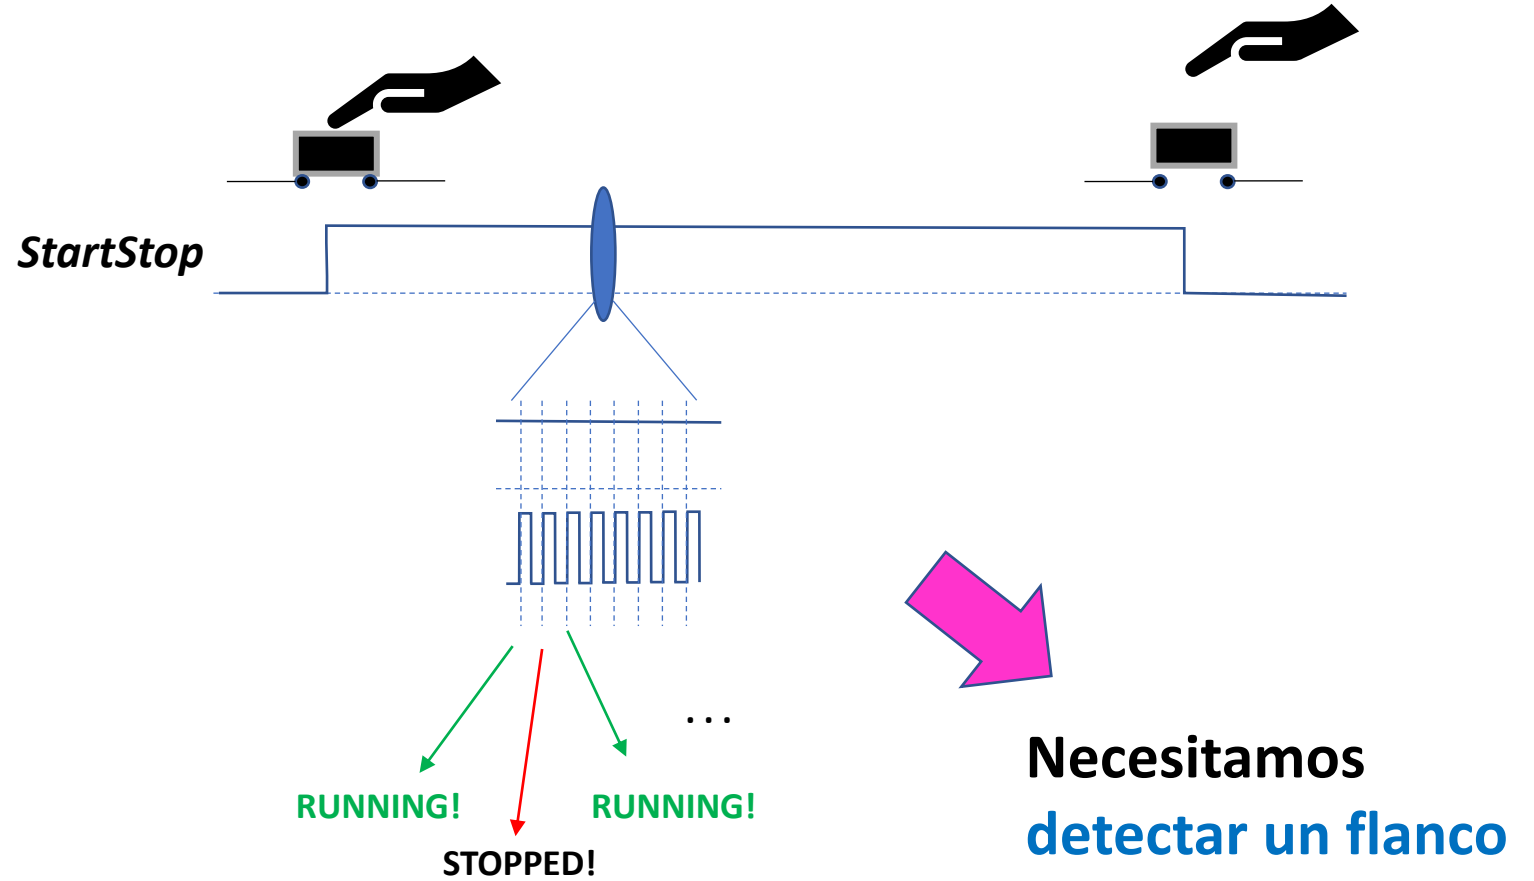 StartStop
. . .
RUNNING!
RUNNING!
STOPPED!
Necesitamos
detectar un flanco